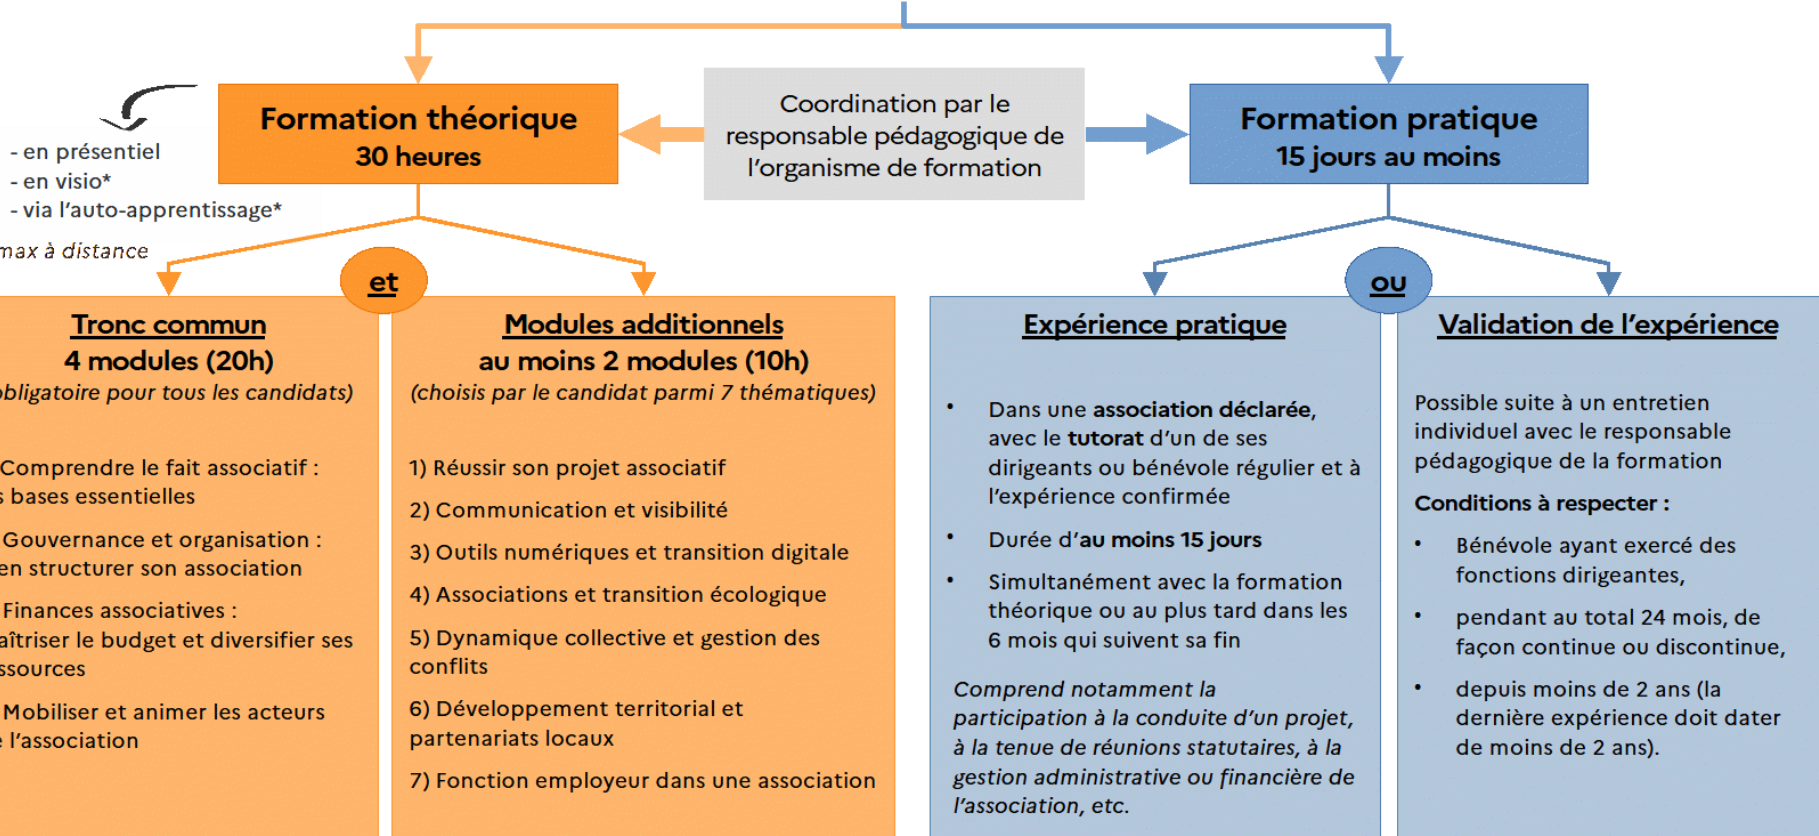 Formation théorique
30 heures
Coordination par le
responsable pédagogique de
l'organisme de formation
Formation pratique
15 jours au moins
- en présentiel
- en visio*
- via l'auto-apprentissage*
max à distance
et
ou
Tronc commun
4 modules (20h)
obligatoire pour tous les candidats)
Comprendre le fait associatif :
bases essentielles
Gouvernance et organisation :
structurer son association
Finances associatives :
le budget et diversifier ses
Mobiliser et animer les acteurs
l'association
Modules additionnels
au moins 2 modules (10h)
(choisis par le candidat parmi 7 thématiques)
1) Réussir son projet associatif
2) Communication et visibilité
3) Outils numériques et transition digitale
4) Associations et transition écologique
5) Dynamique collective et gestion des
conflits
6) Développement territorial et
partenariats locaux
7) Fonction employeur dans une association
Expérience pratique
• Dans une association déclarée,
avec le tutorat d'un de ses
dirigeants ou bénévole régulier et à
l'expérience confirmée
• Durée d'au moins 15 jours
• Simultanément avec la formation
théorique ou au plus tard dans les
6 mois qui suivent sa fin
Comprend notamment la
participation à la conduite d'un projet,
à la tenue de réunions statutaires, à la
gestion administrative ou financière de
l'association, etc.
Validation de l'expérience
Possible suite à un entretien
individuel avec le responsable
pédagogique de la formation
Conditions à respecter :
• Bénévole ayant exercé des
fonctions dirigeantes,
• pendant au total 24 mois, de
façon continue ou discontinue,
• depuis moins de 2 ans (la
dernière expérience doit dater
de moins de 2 ans).